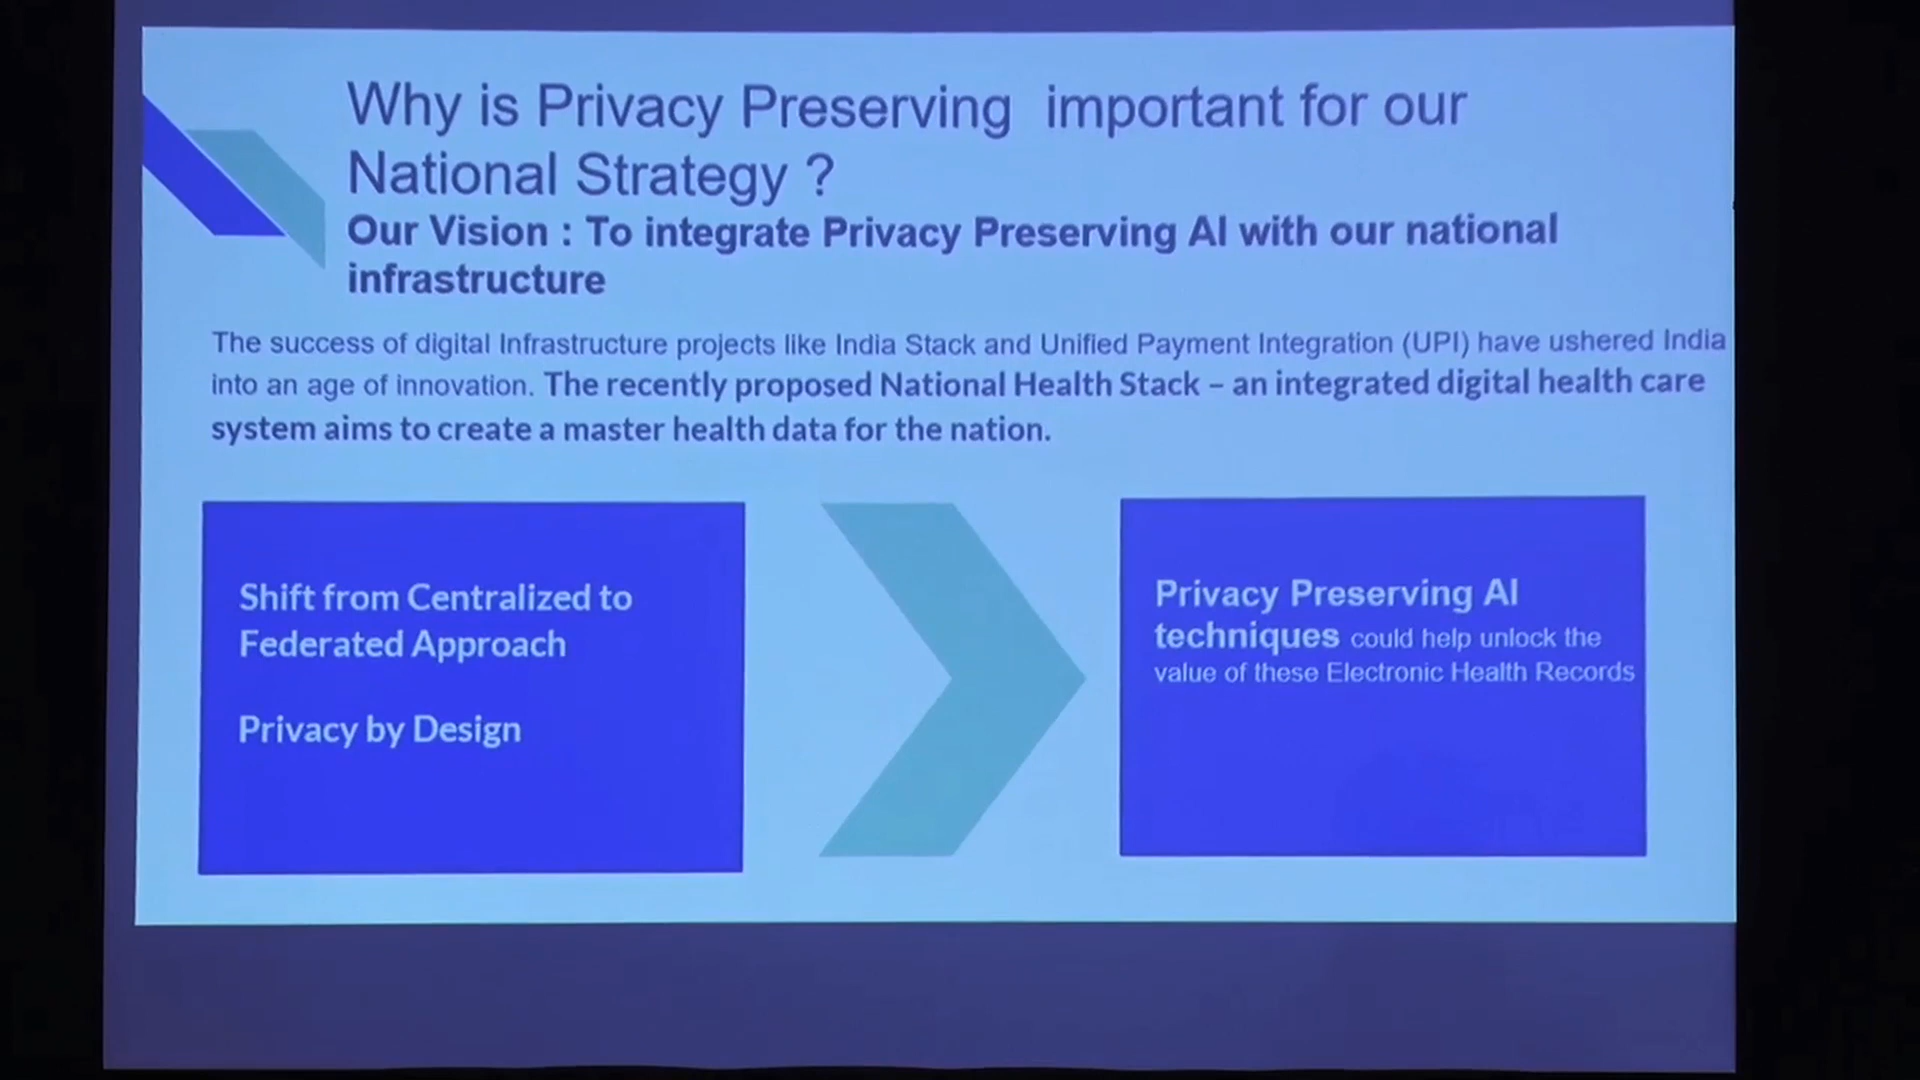 Why is Privacy Preserving important for our
National Strategy ?
Our Vision : To integrate Privacy Preserving AI with our national
infrastructure
The success of digital Infrastructure projects like India Stack and Unified Payment Integration (UPI) have ushered India
into an age of innovation. The recently proposed National Health Stack – an integrated digital health care
system aims to create a master health data for the nation.
Shift from Centralized to
Federated Approach
Privacy by Design
Privacy Preserving AI
techniques could help unlock the
value of these Electronic Health Records